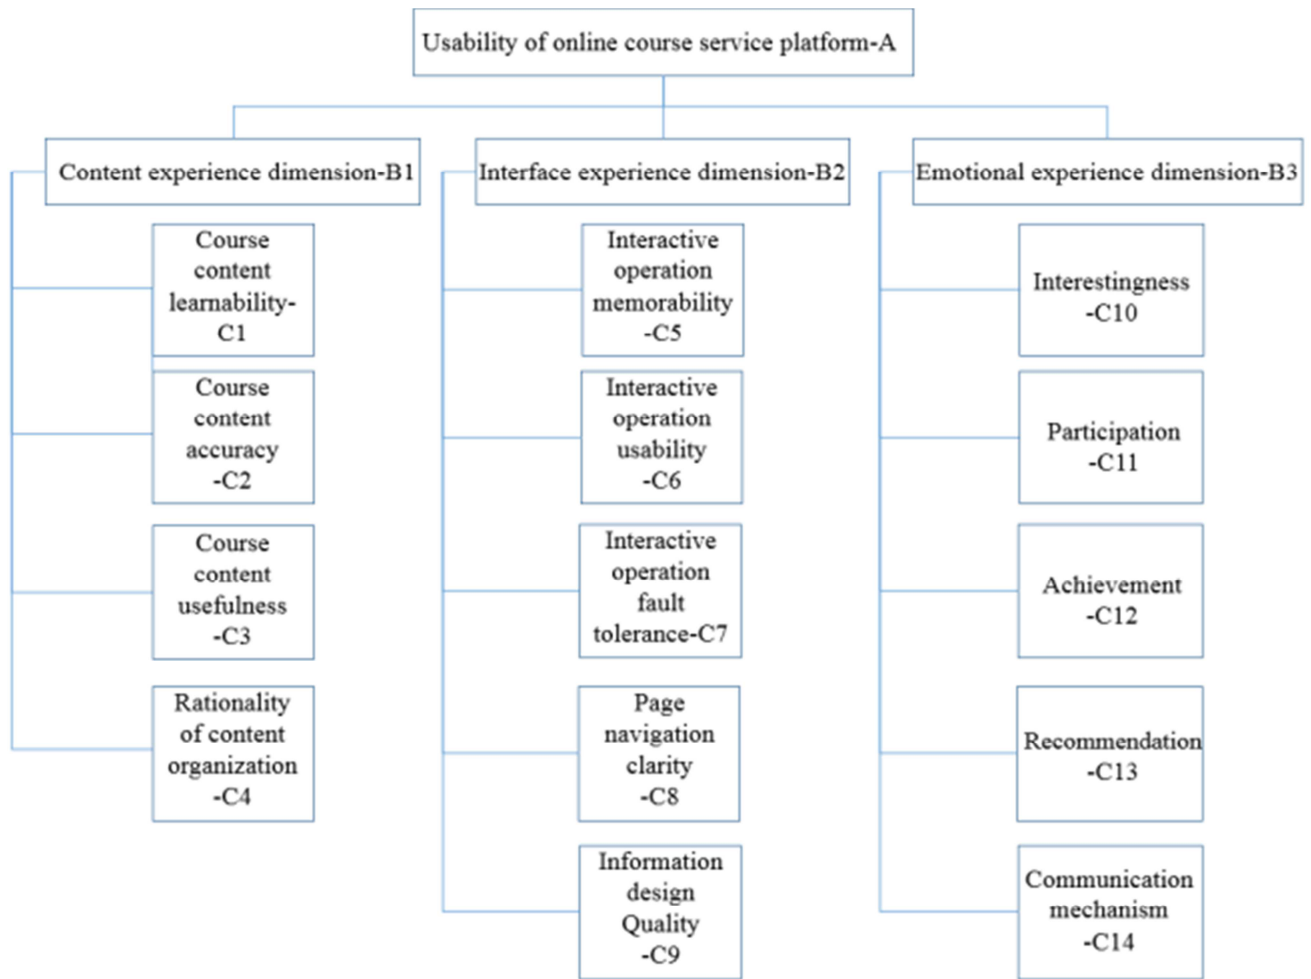 Usability of online course service platform-A
Content experience dimension-B1
Course
content
learnability-
C1
Course
content
accuracy
-C2
Course
content
usefulness
-C3
Rationality
of content
organization
-C4
Interface experience dimension-B2
Interactive
operation
memorability
-C5
Interactive
operation
usability
-C6
Interactive
operation
fault
tolerance-C7
Page
navigation
clarity
-C8
Information
design
Quality
-C9
Emotional experience dimension-B3
Interestingness
-C10
Participation
-C11
Achievement
-C12
Recommendation
-C13
Communication
mechanism
-C14